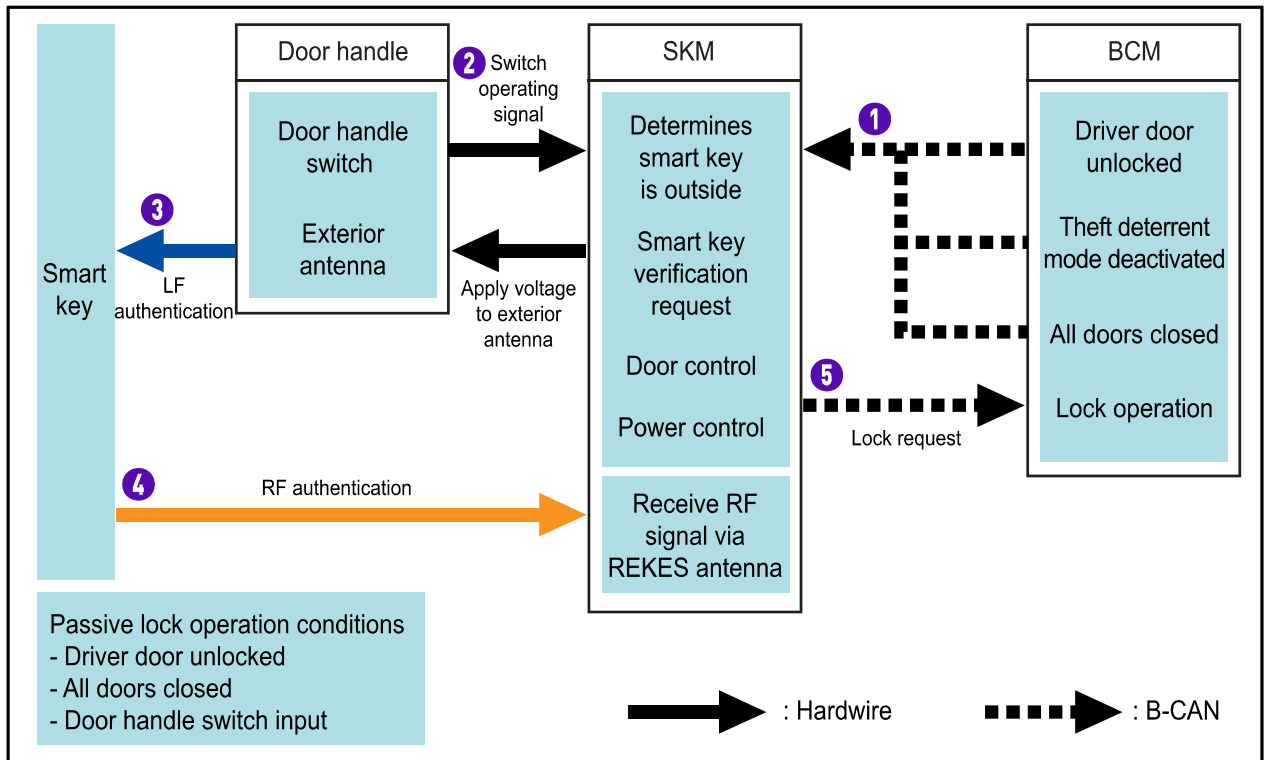 Door handle
SKM
BCM
2
Switch
operating
signal
Door handle
switch
Determines
smart key
is outside
1
Driver door
unlocked
3
Exterior
antenna
Smart key
verification
request
Theft deterrent
mode deactivated
Smart
key
LF
authentication
Apply voltage
to exterior
antenna
All doors closed
Door control
5
Lock operation
Power control
Lock request
4
RF authentication
Receive RF
signal via
REKES antenna
Passive lock operation conditions
- Driver door unlocked
- All doors closed
- Door handle switch input
: Hardwire
: B-CAN